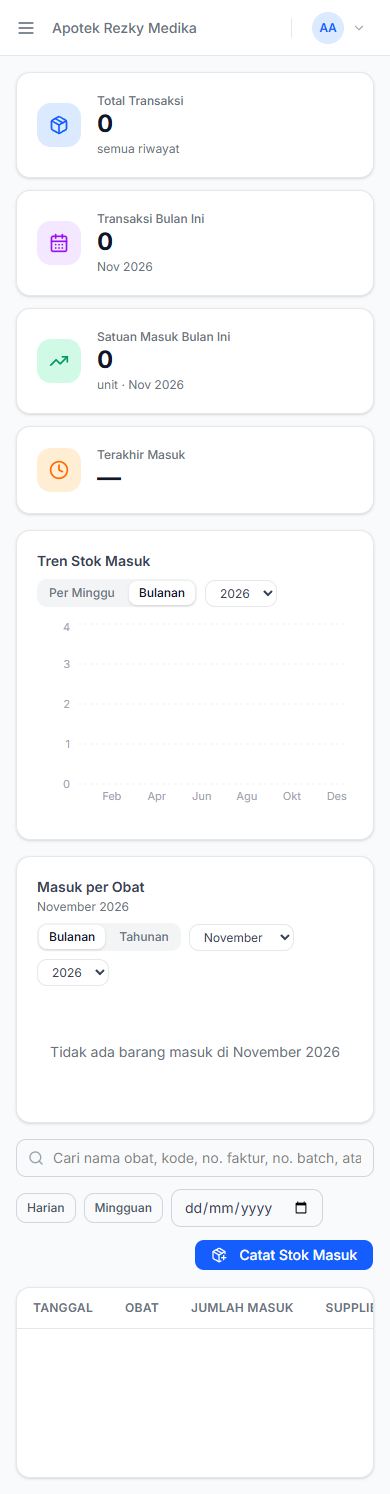 Apotek Rezky Medika
AA
Total Transaksi
0
semua riwayat
Transaksi Bulan Ini
0
Nov 2026
Satuan Masuk Bulan Ini
0
unit · Nov 2026
Terakhir Masuk
—
Tren Stok Masuk
Per Minggu Bulanan 2026
4
3
2
1
0
Feb Apr Jun Agu Okt Des
Masuk per Obat
November 2026
Bulanan Tahunan November
2026
Tidak ada barang masuk di November 2026
Cari nama obat, kode, no. faktur, no. batch, ata
Harian Mingguan dd/mm/yyyy
Catat Stok Masuk
TANGGAL OBAT JUMLAH MASUK SUPPLIE